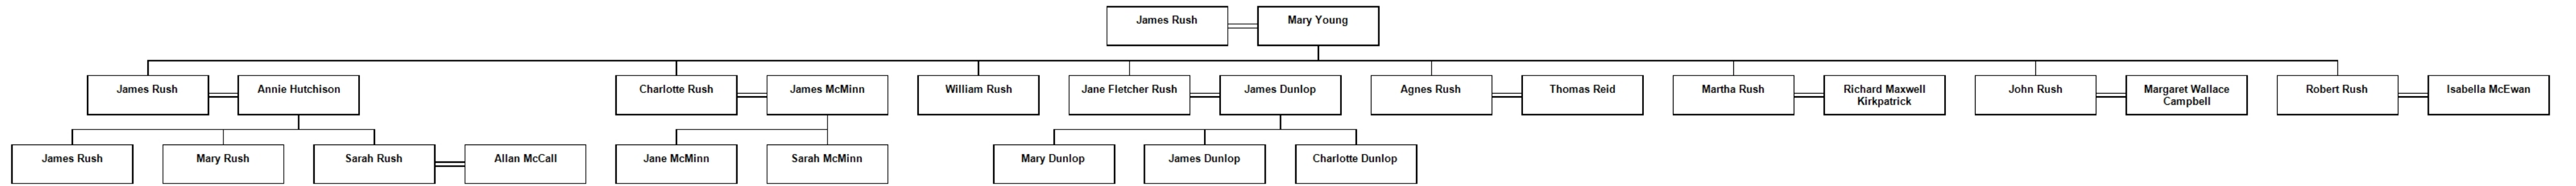 James Rush
Mary Young
James Rush
Annie Hutchison
Charlotte Rush
James McMinn
William Rush
Jane Fletcher Rush
James Dunlop
Agnes Rush
Thomas Reid
Martha Rush
Richard Maxwell
Kirkpatrick
John Rush
Margaret Wallace
Campbell
Robert Rush
Isabella McEwan
James Rush
Mary Rush
Sarah Rush
Allan McCall
Jane McMinn
Sarah McMinn
Mary Dunlop
James Dunlop
Charlotte Dunlop